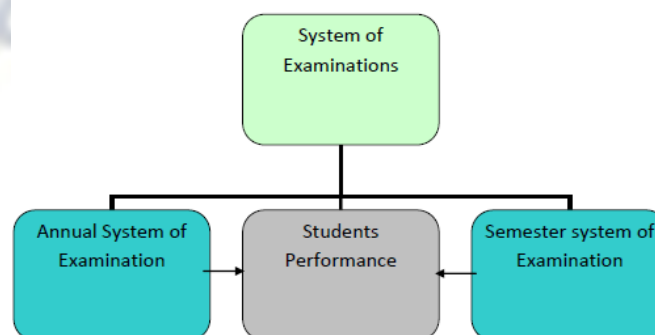 System of
Examinations
Annual System of
Examination
Students
Performance
Semester system of
Examination